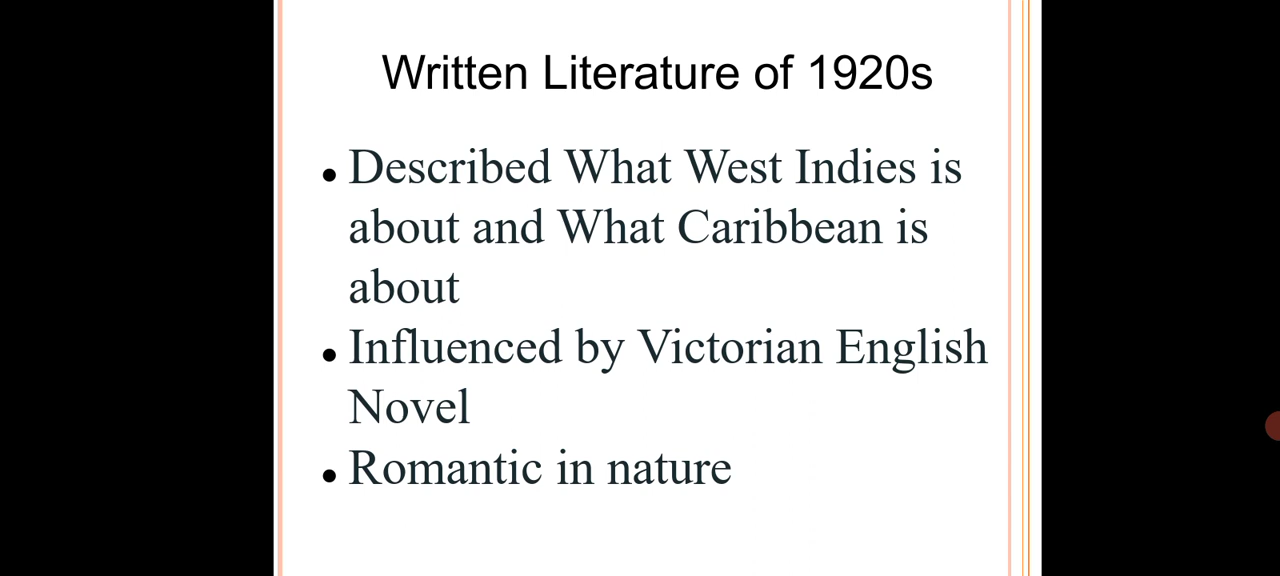 Written Literature of 1920s
• Described What West Indies is
about and What Caribbean is
about
• Influenced by Victorian English
Novel
• Romantic in nature